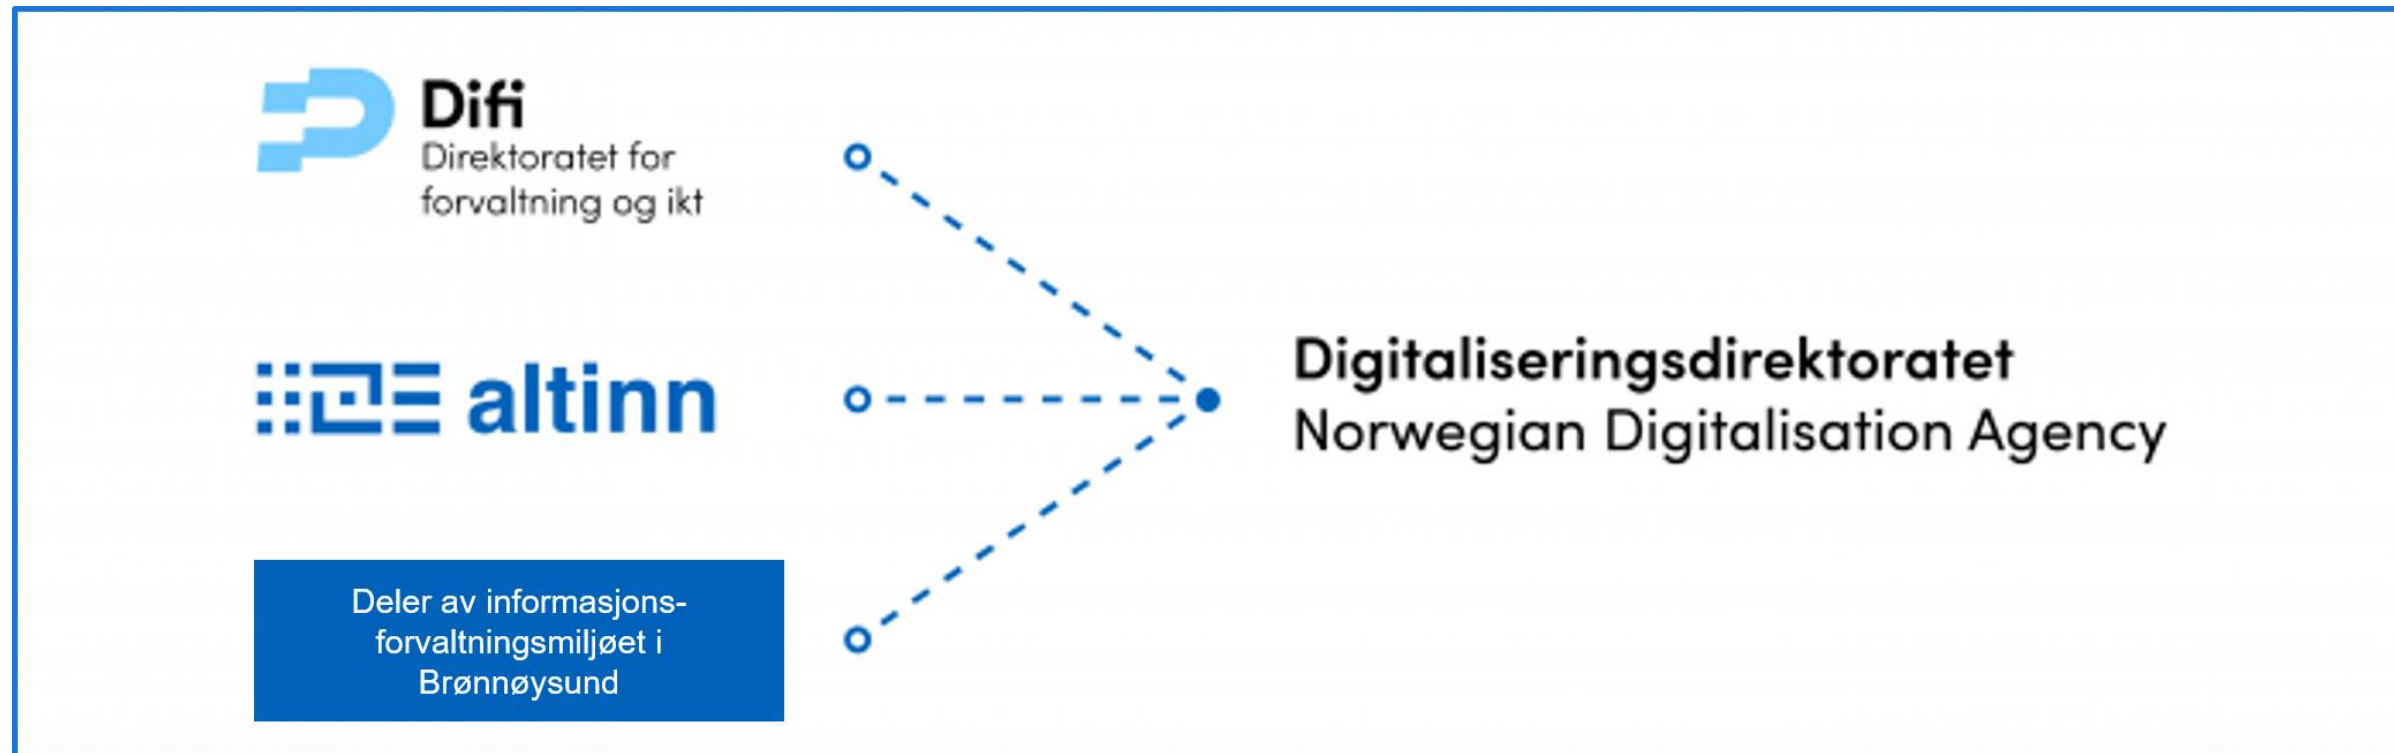 Difi
Direktoratet for
forvaltning og ikt
altinn
Deler av informasjons-
forvaltningsmiljøet i
Brønnøysund
Digitaliseringsdirektoratet
Norwegian Digitalisation Agency